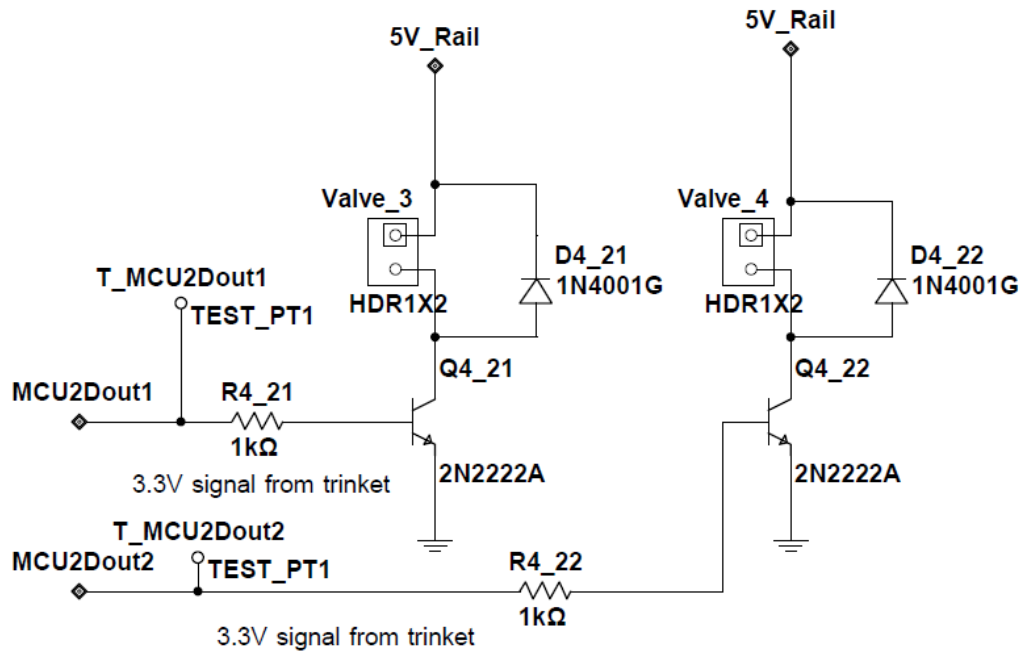 5V_Rail
5V_Rail
Valve_3
Valve_4
D4_21
1N4001G
D4_22
1N4001G
T_MCU2Dout1
TEST_PT1
HDR1X2
HDR1X2
Q4_21
Q4_22
MCU2Dout1
R4_21
1kΩ
2N2222A
2N2222A
3.3V signal from trinket
T_MCU2Dout2
MCU2Dout2
TEST_PT1
R4_22
1kΩ
3.3V signal from trinket